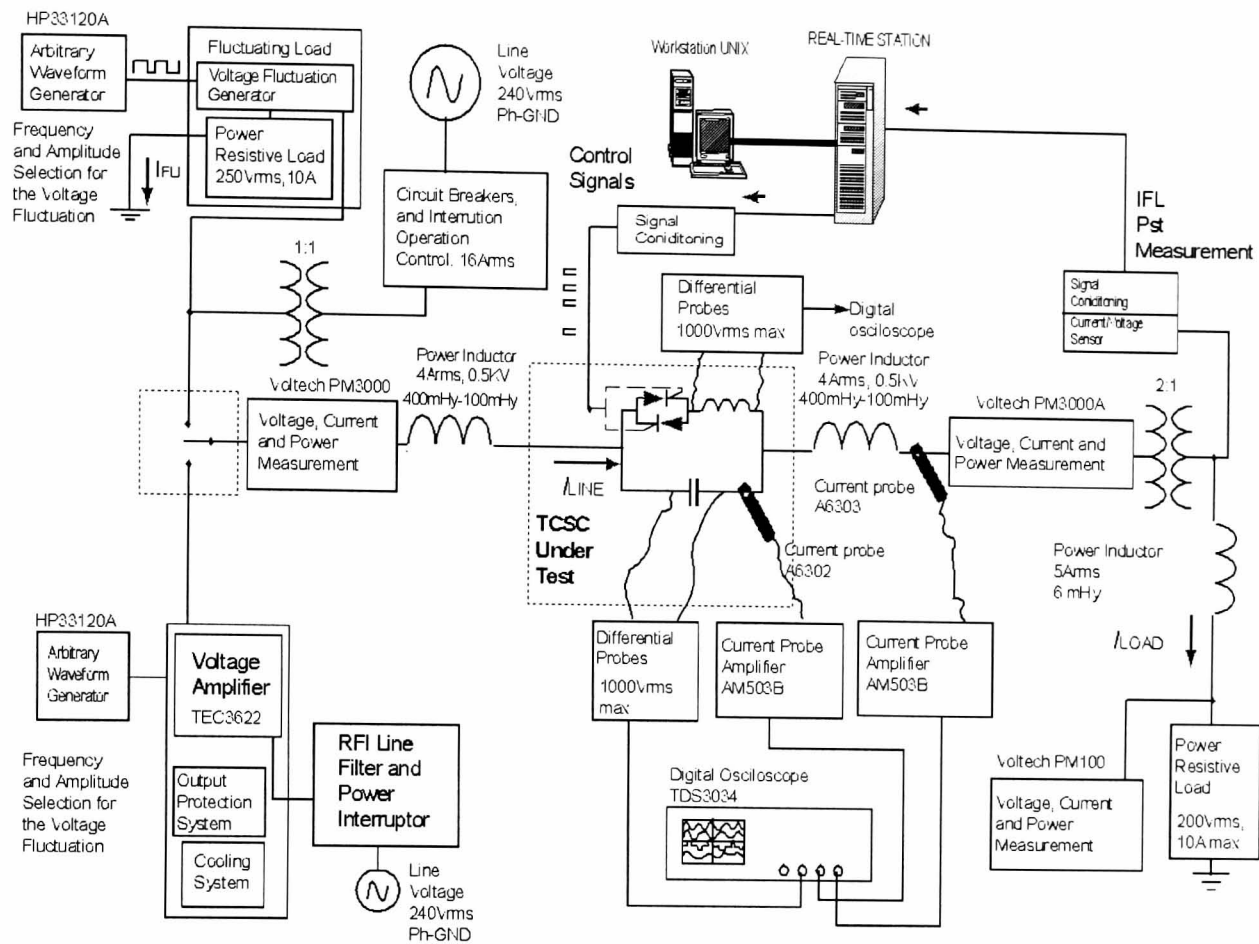 HP33120A
Arbitrary
Waveform
Generator
Frequency
and Amplitude
Selection for
the Voltage
Fluctuation
Fluctuating Load
Voltage Fluctuation
Generator
Power
Resistive Load
250Vrms, 10A
IFLI
Line
Voltage
240Vrms
Ph-GND
Circuit Breakers,
and Interrution
Operation
Control. 16Arms
1:1
Workstation UNIX
REAL-TIME STATION
Control
Signals
Signal
Coniditoning
IFL
Pst
Measurement
Signal
Coniditioning
Current/Voltage
Sensor
Differential
Probes
1000Vrms max
Digital
osciloscope
Voltech PM3000
Voltage, Current
and Power
Measurement
Power Inductor
4Arms, 0.5KV
400mHy-100mHy
ILINE
TCSC
Under
Test
Power Inductor
4Arms, 0.5KV
400mHy-100mHy
Current probe
A6303
Current probe
A6302
Voltech PM3000A
Voltage, Current and
Power Measurement
2:1
Power Inductor
5Arms
6 mHy
ILOAD
HP33120A
Arbitrary
Waveform
Generator
Frequency
and Amplitude
Selection for
the Voltage
Fluctuation
Voltage
Amplifier
TEC3622
Output
Protection
System
Cooling
System
RFI Line
Filter and
Power
Interruptor
Line
Voltage
240Vrms
Ph-GND
Differential
Probes
1000Vrms
max
Current Probe
Amplifier
AM503B
Current Probe
Amplifier
AM503B
Digital Osciloscope
TDS3034
Voltech PM100
Voltage, Current
and Power
Measurement
Power
Resistive
Load
200Vrms,
10A max